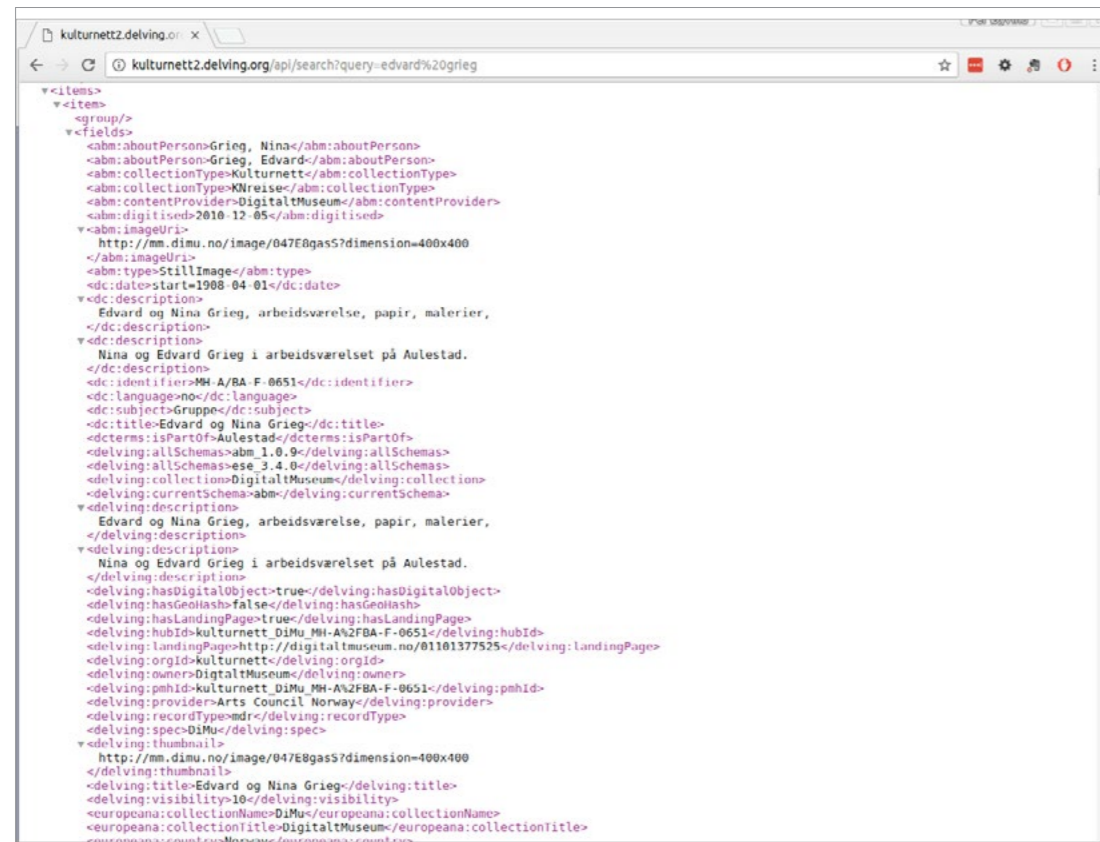 kulturnett2.delving.or
kulturnett2.delving.org/api/search?query=edvard%20grieg
▼<items>
▼<item>
<group/>
▼<fields>
<abm:aboutPerson>Grieg, Nina</abm:aboutPerson>
<abm:aboutPerson>Grieg, Edvard</abm:aboutPerson>
<abm:collectionType>Kulturnett</abm:collectionType>
<abm:collectionType>KNreise</abm:collectionType>
<abm:contentProvider>DigitaltMuseum</abm:contentProvider>
<abm:digitised>2010-12-05</abm:digitised>
▼<abm:imageUri>
http://mm.dimu.no/image/047E8gasS?dimension=400x400
</abm:imageUri>
<abm:type>StillImage</abm:type>
<dc:date>start=1908-04-01</dc:date>
▼<dc:description>
Edvard og Nina Grieg, arbeidsværelse, papir, malerier,
</dc:description>
▼<dc:description>
Nina og Edvard Grieg i arbeidsværelset på Aulestad.
</dc:description>
<dc:identifier>MH-A/BA-F-0651</dc:identifier>
<dc:language>no</dc:language>
<dc:subject>Gruppe</dc:subject>
<dc:title>Edvard og Nina Grieg</dc:title>
<dcterms:isPartOf>Aulestad</dcterms:isPartOf>
<delving:allSchemas>abm_1.0.9</delving:allSchemas>
<delving:allSchemas>ese_3.4.0</delving:allSchemas>
<delving:collection>DigitaltMuseum</delving:collection>
<delving:currentSchema>abm</delving:currentSchema>
▼<delving:description>
Edvard og Nina Grieg, arbeidsværelse, papir, malerier,
</delving:description>
▼<delving:description>
Nina og Edvard Grieg i arbeidsværelset på Aulestad.
</delving:description>
<delving:hasDigitalObject>true</delving:hasDigitalObject>
<delving:hasGeoHash>false</delving:hasGeoHash>
<delving:hasLandingPage>true</delving:hasLandingPage>
<delving:hubId>kulturnett_DiMu_MH-A%2FBA-F-0651</delving:hubId>
<delving:landingPage>http://digitaltmuseum.no/01101377525</delving:landingPage>
<delving:orgId>kulturnett</delving:orgId>
<delving:owner>DigtaltMuseum</delving:owner>
<delving:pmhId>kulturnett_DiMu_MH-A%2FBA-F-0651</delving:pmhId>
<delving:provider>Arts Council Norway</delving:provider>
<delving:recordType>mdr</delving:recordType>
<delving:spec>DiMu</delving:spec>
▼<delving:thumbnail>
http://mm.dimu.no/image/047E8gasS?dimension=400x400
</delving:thumbnail>
<delving:title>Edvard og Nina Grieg</delving:title>
<delving:visibility>10</delving:visibility>
<europeana:collectionName>DiMu</europeana:collectionName>
<europeana:collectionTitle>DigitaltMuseum</europeana:collectionTitle>
<europeana:country>Norway</europeana:country>